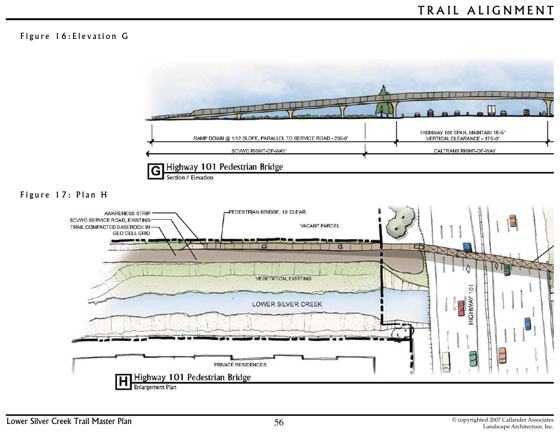 TRAIL ALIGNMENT
Figure 16:Elevation G
RAMP DOWN @ 1:12 SLOPE, PARALLEL TO SERVICE ROAD - 290'-0"
HIGHWAY 101 SPAN, MAINTAIN 18'-6"
VERTICAL CLEARANCE - 175'-0"
SCVWD RIGHT-OF-WAY
CALTRANS RIGHT-OF-WAY
G Highway 101 Pedestrian Bridge
Section / Elevation
Figure 17: Plan H
AWARENESS STRIP
SCVWD SERVICE ROAD, EXISTING
TRAIL, COMPACTED BASEROCK IN
GEO CELL GRID
PEDESTRIAN BRIDGE, 12' CLEAR
VACANT PARCEL
VEGETATION, EXISTING
LOWER SILVER CREEK
HIGHWAY 101
PRIVATE RESIDENCES
H Highway 101 Pedestrian Bridge
Enlargement Plan
Lower Silver Creek Trail Master Plan
56
© copyrighted 2007 Callander Associates
Landscape Architecture, Inc.